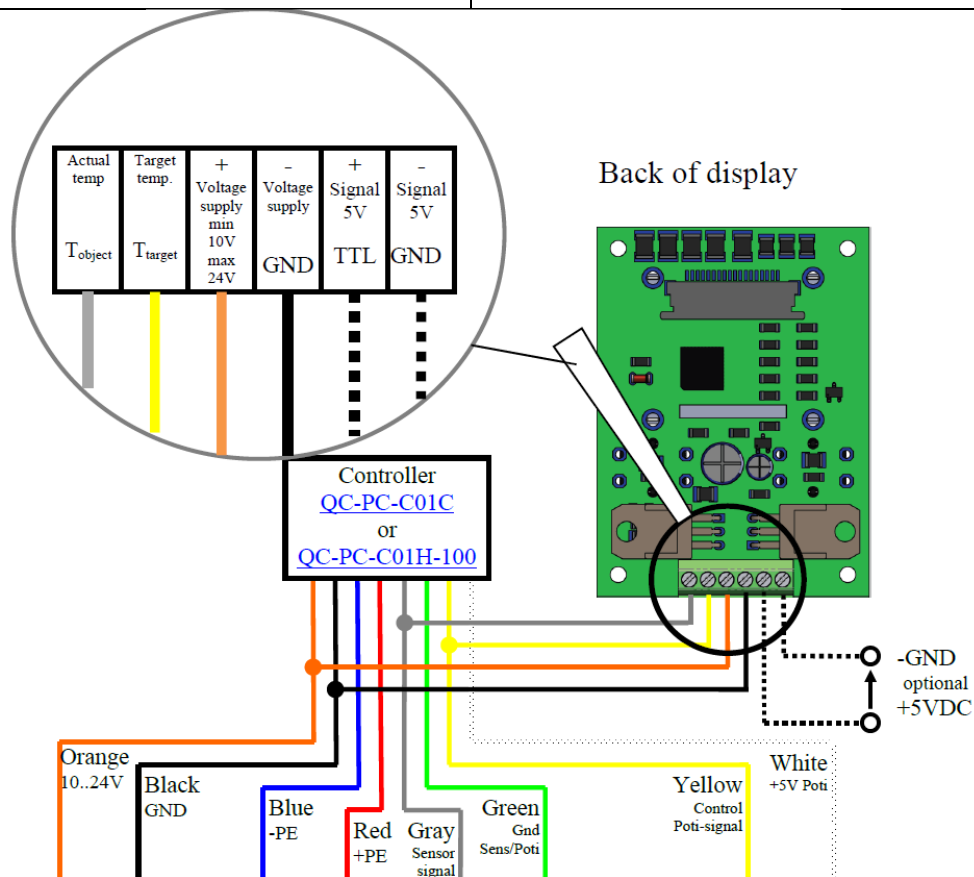 Actual
temp
T object
Target
temp.
T target
+
Voltage
supply
min
10V
max
24V
-
Voltage
supply
GND
+
Signal
5V
TTL
-
Signal
5V
GND
Back of display
Controller
QC-PC-C01C
or
QC-PC-C01H-100
-GND
optional
+5VDC
Orange
10..24V
Black
GND
Blue
-PE
Red
+PE
Gray
Sensor
signal
Green
Gnd
Sens/Poti
Yellow
Control
Poti-signal
White
+5V Poti